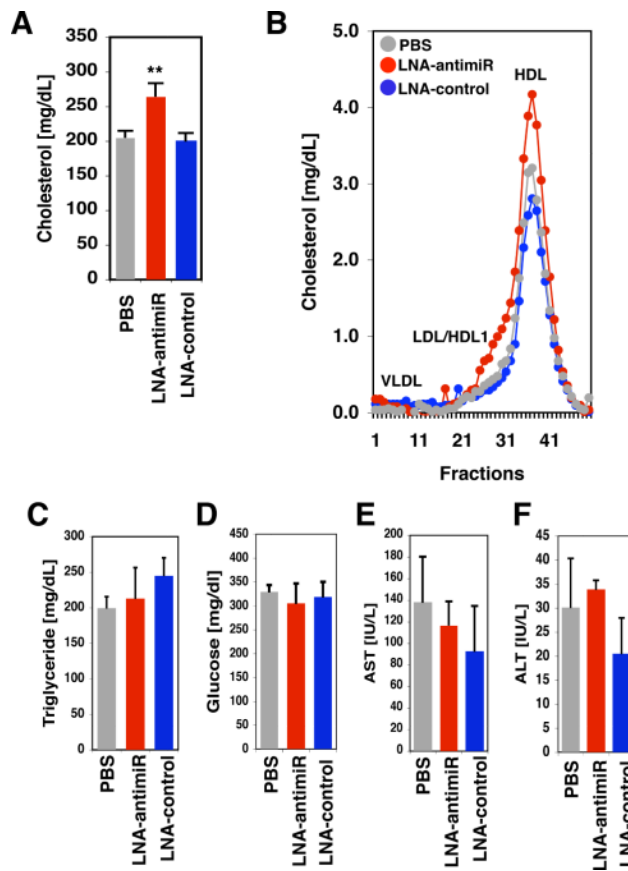 A
Cholesterol [mg/dL]
350
300
250
200
150
100
50
0
**
PBS
LNA-antimiR
LNA-control
B
Cholesterol [mg/dL]
5.0
4.0
3.0
2.0
1.0
0.0
PBS
LNA-antimiR
LNA-control
HDL
LDL/HDL1
VLDL
1 11 21 31 41
Fractions
C
Triglyceride [mg/dL]
300
250
200
150
100
50
0
PBS
LNA-antimiR
LNA-control
D
Glucose [mg/dl]
450
400
350
300
250
200
150
100
50
0
PBS
LNA-antimiR
LNA-control
E
AST [IU/L]
200
180
160
140
120
100
80
60
40
20
0
PBS
LNA-antimiR
LNA-control
F
ALT [IU/L]
45
40
35
30
25
20
15
10
5
0
PBS
LNA-antimiR
LNA-control